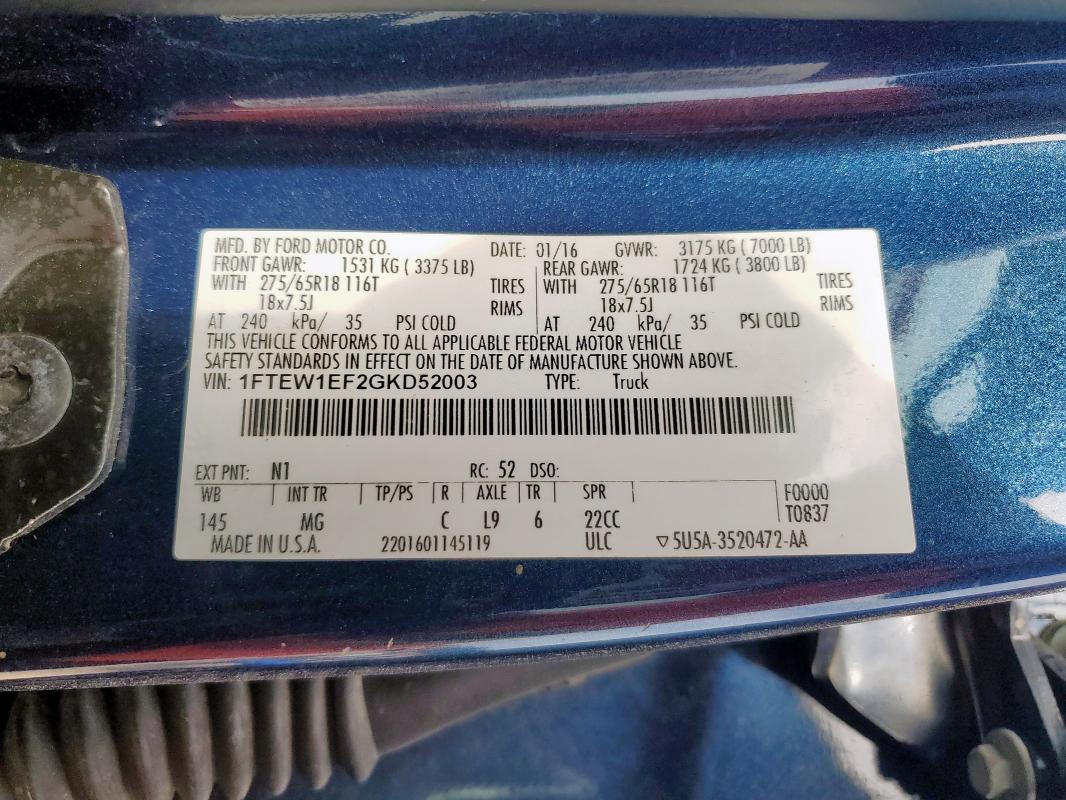 MFD. BY FORD MOTOR CO. DATE: 01/16 GVWR: 3175 KG ( 7000 LB)
FRONT GAWR: 1531 KG ( 3375 LB) REAR GAWR: 1724 KG ( 3800 LB)
WITH 275/65R18 116T TIRES WITH 275/65R18 116T TIRES
18x7.5J RIMS 18x7.5J RIMS
AT 240 kPa/ 35 PSI COLD AT 240 kPa/ 35 PSI COLD
THIS VEHICLE CONFORMS TO ALL APPLICABLE FEDERAL MOTOR VEHICLE
SAFETY STANDARDS IN EFFECT ON THE DATE OF MANUFACTURE SHOWN ABOVE.
VIN: 1FTEW1EF2GKD52003 TYPE: Truck
EXT PNT: N1 RC: 52 DSO:
WB INT TR TP/PS R AXLE TR SPR F0000
145 MG C L9 6 22CC T0837
MADE IN U.S.A. 2201601145119 ULC ▽5U5A-3520472-AA